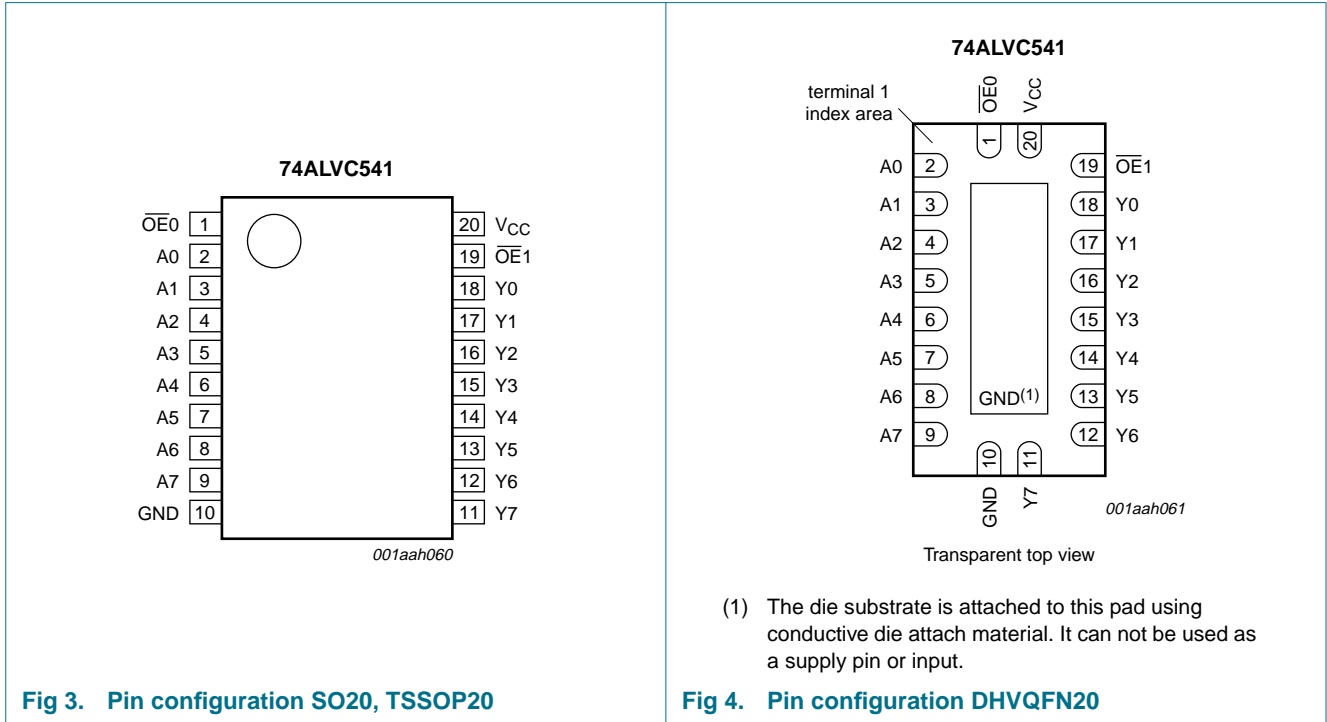 74ALVC541
O̅E̅0 1
A0 2
A1 3
A2 4
A3 5
A4 6
A5 7
A6 8
A7 9
GND 10
20 VCC
19 O̅E̅1
18 Y0
17 Y1
16 Y2
15 Y3
14 Y4
13 Y5
12 Y6
11 Y7
001aah060
Fig 3. Pin configuration SO20, TSSOP20
74ALVC541
terminal 1
index area
O̅E̅0 1
VCC 20
A0 2
A1 3
A2 4
A3 5
A4 6
A5 7
A6 8
A7 9
19 O̅E̅1
18 Y0
17 Y1
16 Y2
15 Y3
14 Y4
13 Y5
12 Y6
GND(1)
10 GND
11 Y7
001aah061
Transparent top view
(1) The die substrate is attached to this pad using
conductive die attach material. It can not be used as
a supply pin or input.
Fig 4. Pin configuration DHVQFN20